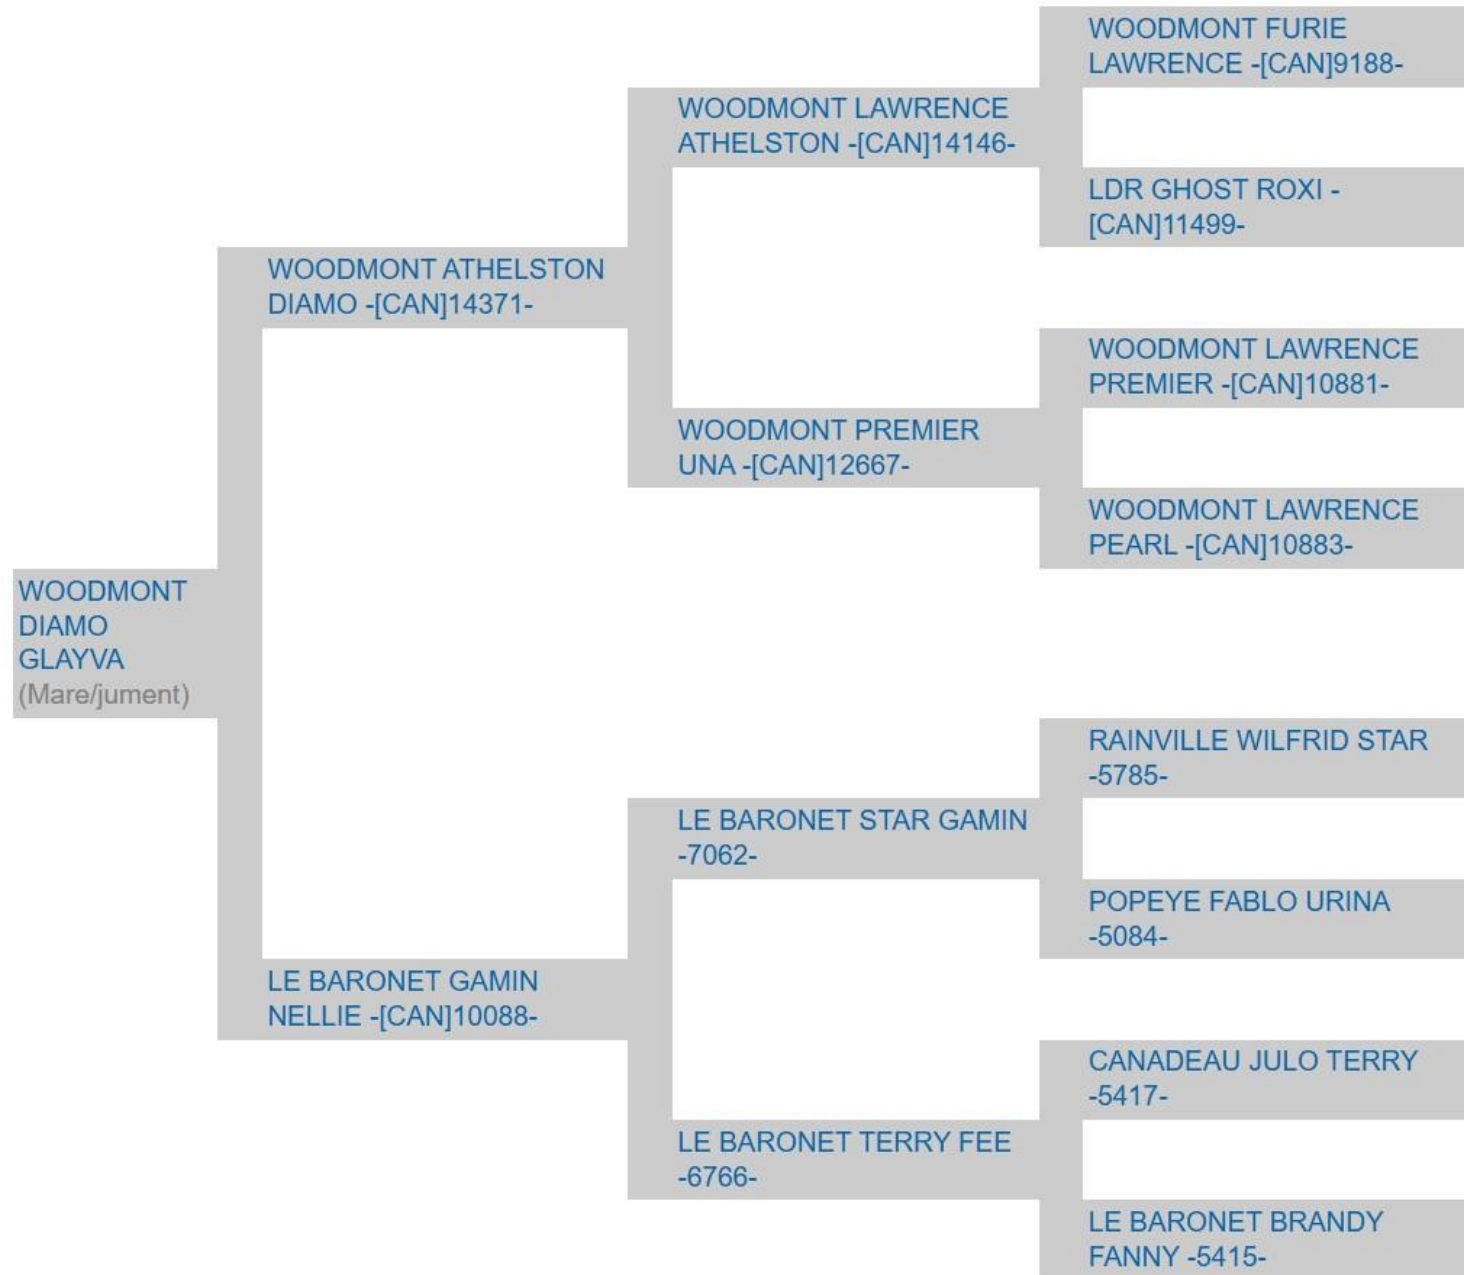 WOODMONT FURIE
LAWRENCE -[CAN]9188-
WOODMONT LAWRENCE
ATHELSTON -[CAN]14146-
LDR GHOST ROXI -
[CAN]11499-
WOODMONT ATHELSTON
DIAMO -[CAN]14371-
WOODMONT LAWRENCE
PREMIER -[CAN]10881-
WOODMONT PREMIER
UNA -[CAN]12667-
WOODMONT LAWRENCE
PEARL -[CAN]10883-
WOODMONT
DIAMO
GLAYVA
(Mare/jument)
RAINVILLE WILFRID STAR
-5785-
LE BARONET STAR GAMIN
-7062-
POPEYE FABLO URINA
-5084-
LE BARONET GAMIN
NELLIE -[CAN]10088-
CANADEAU JULO TERRY
-5417-
LE BARONET TERRY FEE
-6766-
LE BARONET BRANDY
FANNY -5415-